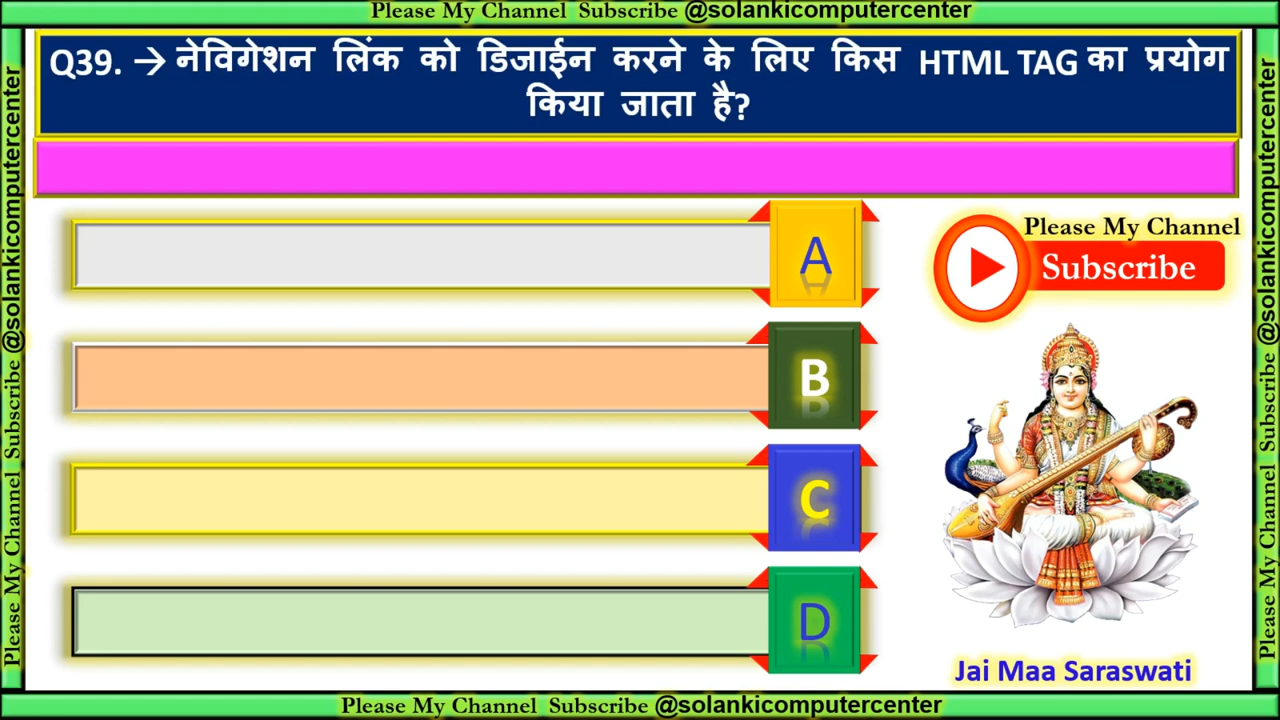 Please My Channel Subscribe @solankicomputercenter
Q39. → नेविगेशन लिंक को डिजाईन करने के लिए किस HTML TAG का प्रयोग
किया जाता है?
A
B
C
D
Please My Channel
Subscribe
Jai Maa Saraswati
Please My Channel Subscribe @solankicomputercenter
Please My Channel Subscribe @solankicomputercenter
Please My Channel Subscribe @solankicomputercenter